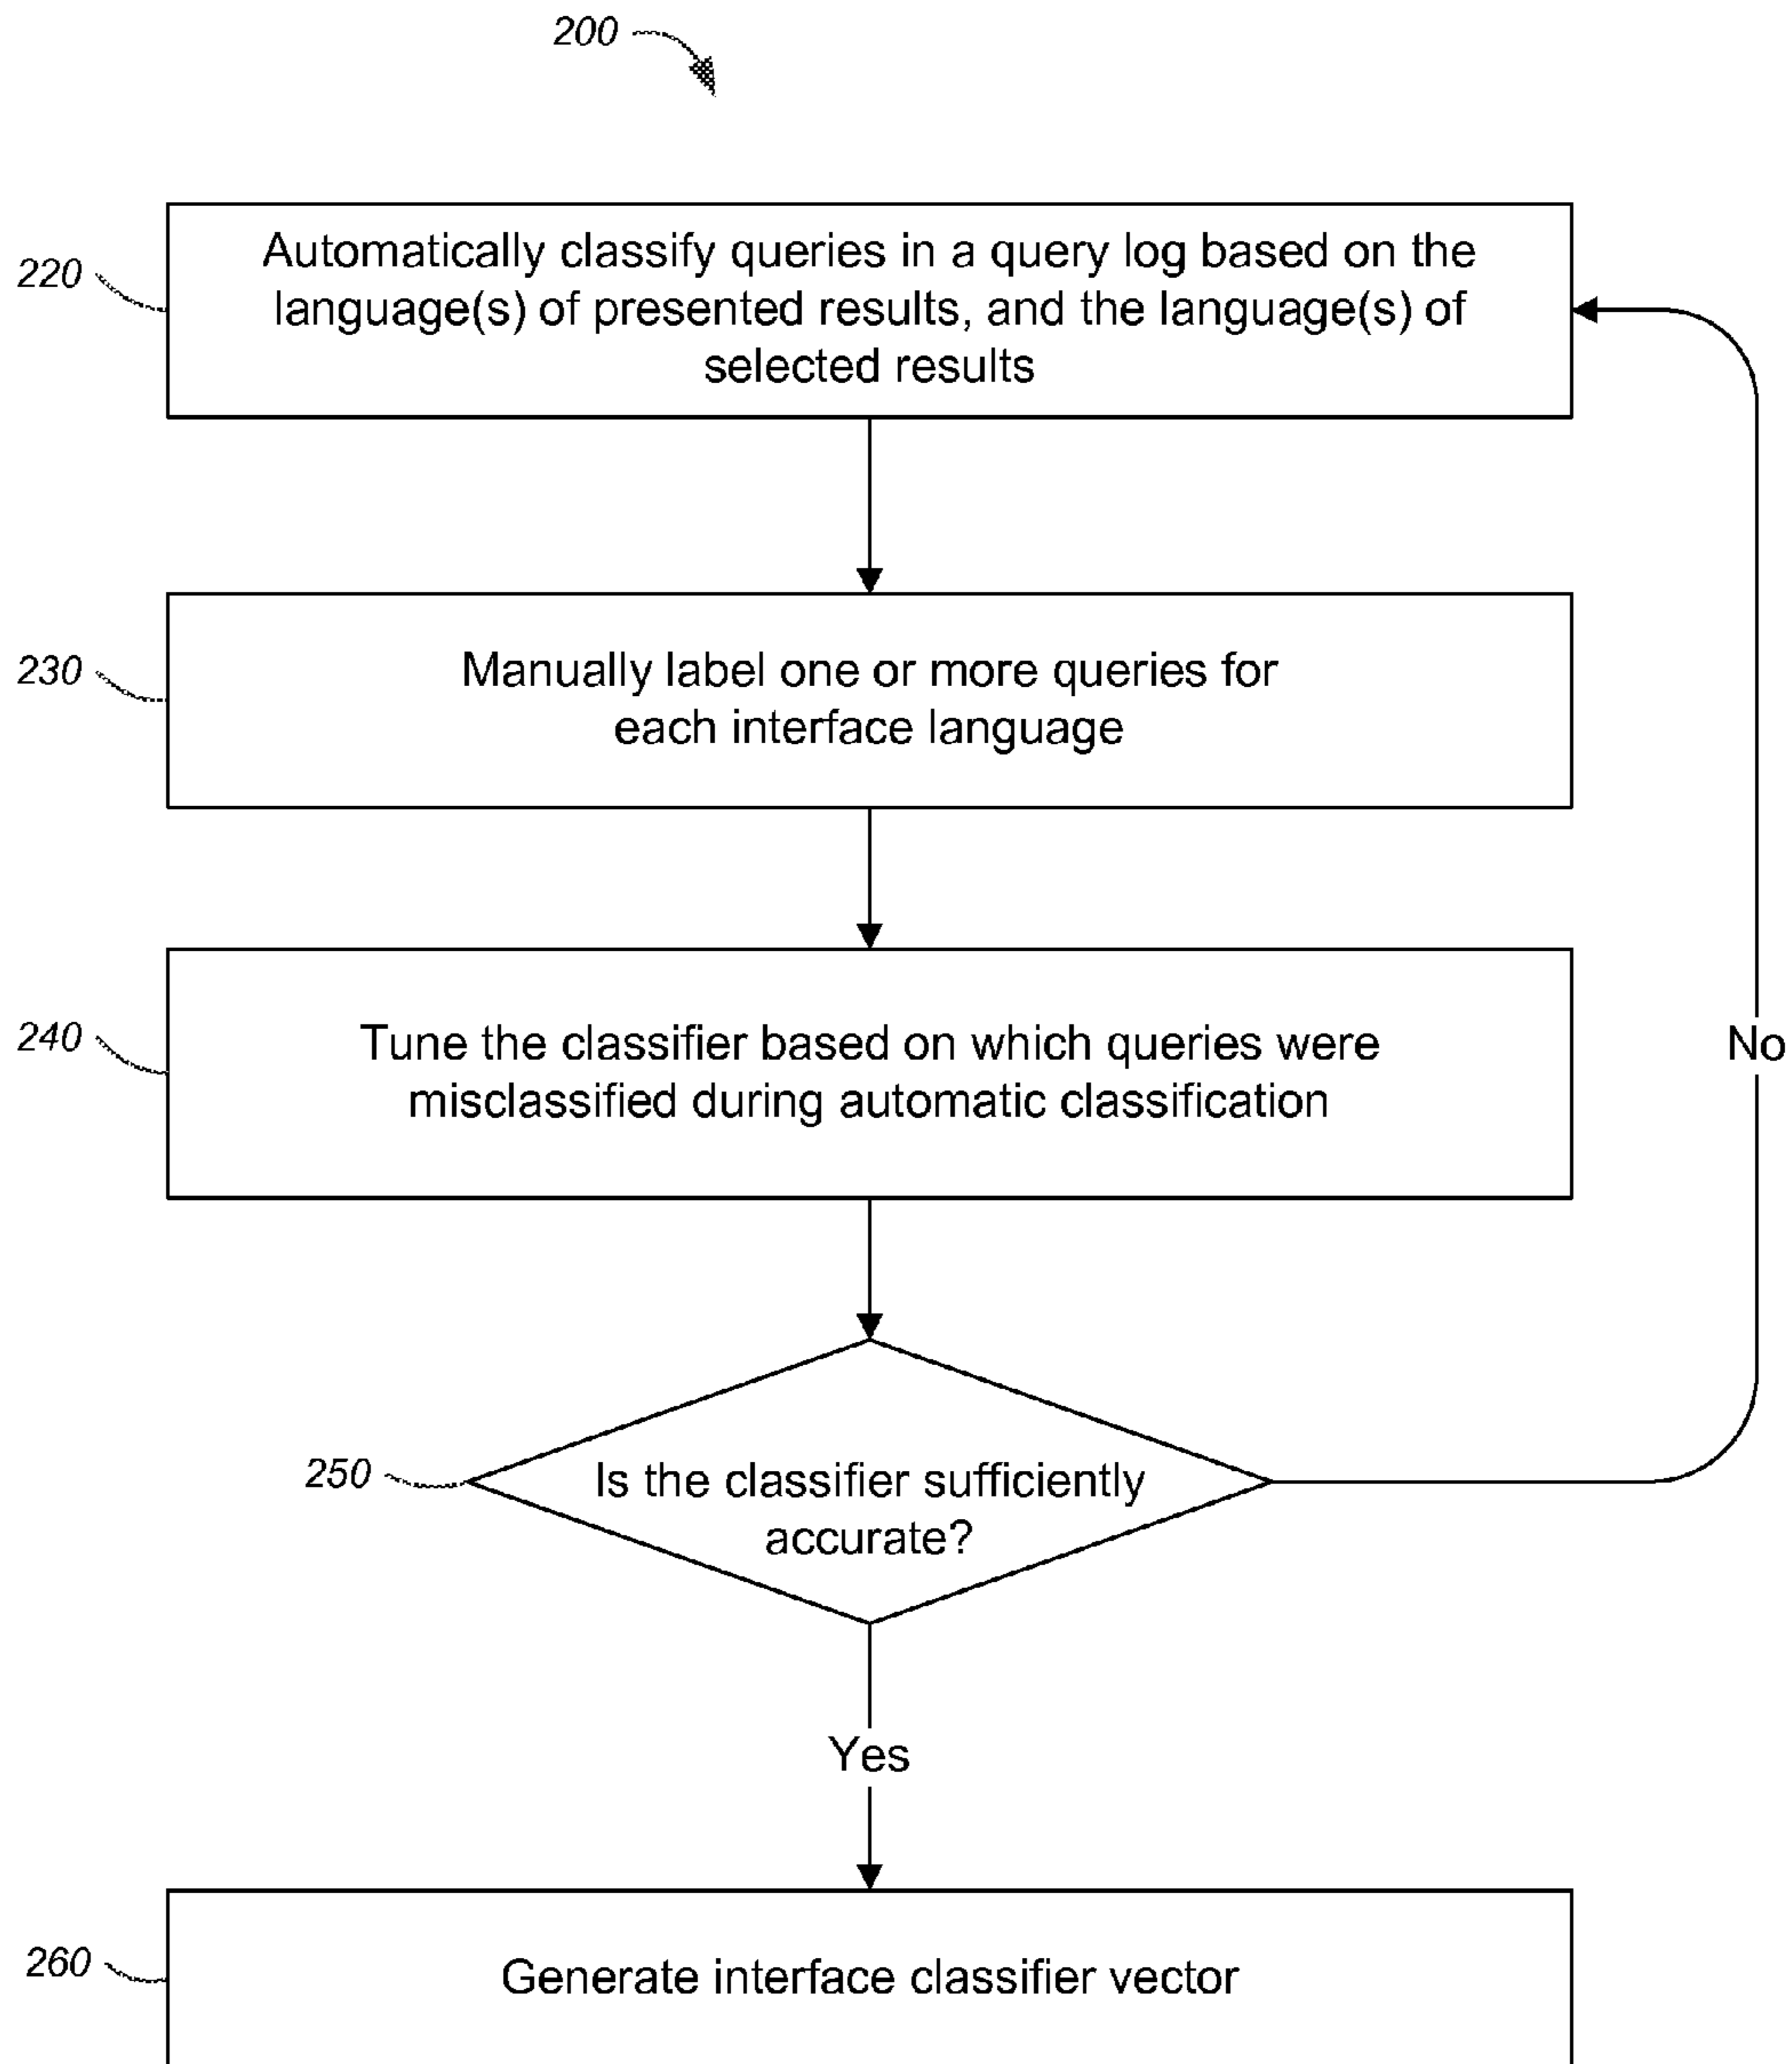 200
220
Automatically classify queries in a query log based on the
language(s) of presented results, and the language(s) of
selected results
230
Manually label one or more queries for
each interface language
240
Tune the classifier based on which queries were
misclassified during automatic classification
No
250
Is the classifier sufficiently
accurate?
Yes
260
Generate interface classifier vector